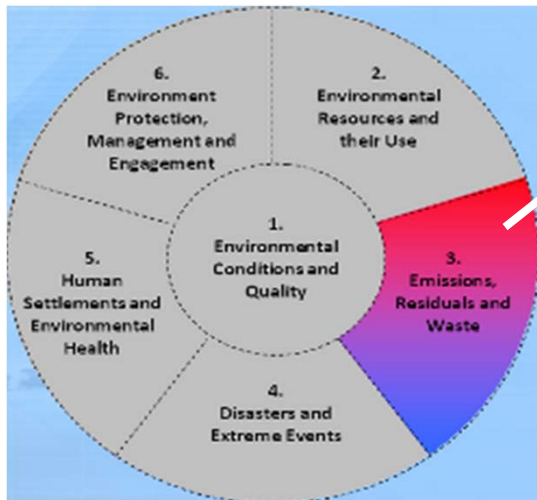 1.
Environmental
Conditions and
Quality
2.
Environmental
Resources and
their Use
3.
Emissions,
Residuals and
Waste
4.
Disasters and
Extreme Events
5.
Human
Settlements and
Environmental
Health
6.
Environment
Protection,
Management and
Engagement